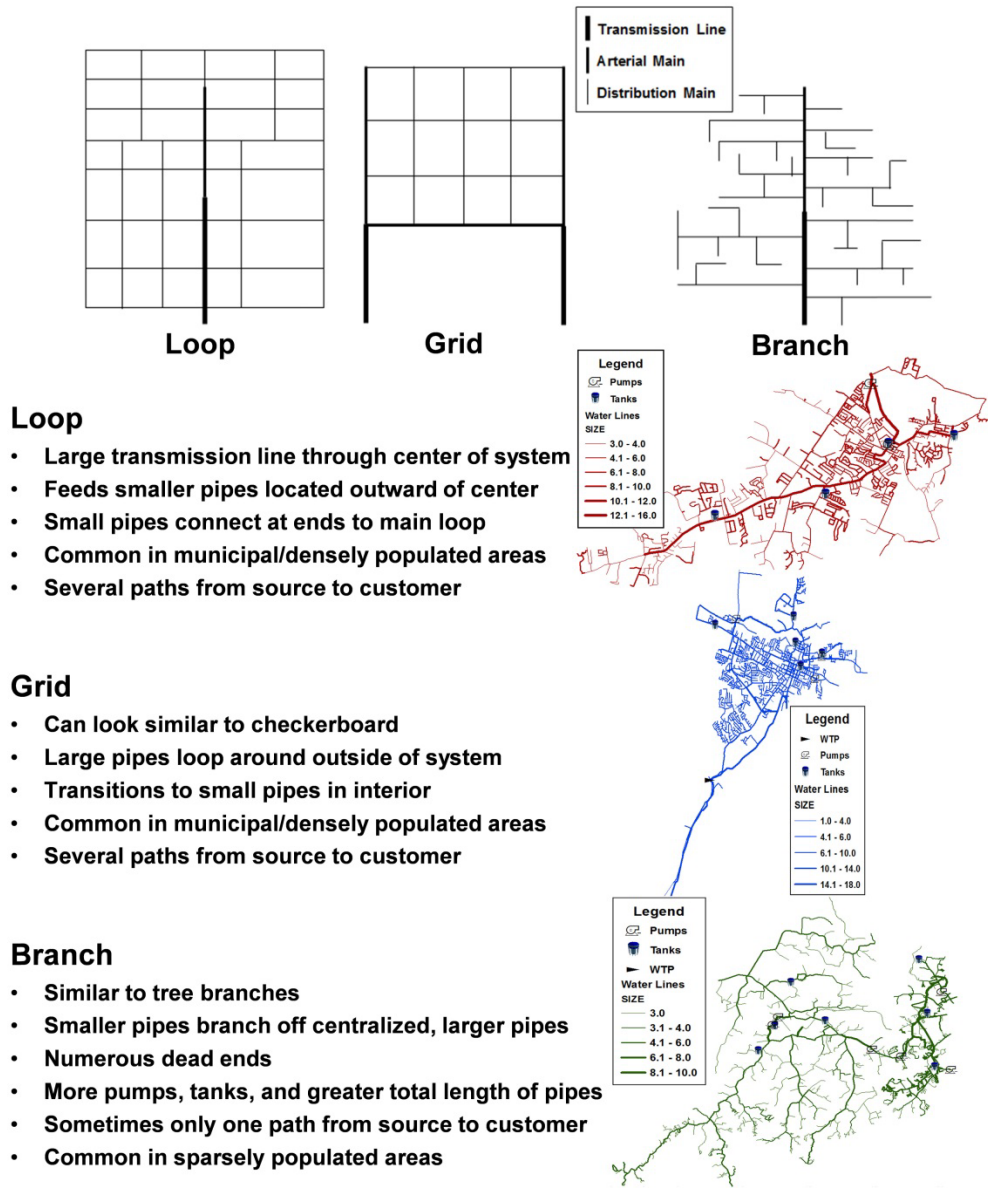 Transmission Line
Arterial Main
Distribution Main
Loop
Grid
Branch
Loop
• Large transmission line through center of system
• Feeds smaller pipes located outward of center
• Small pipes connect at ends to main loop
• Common in municipal/densely populated areas
• Several paths from source to customer
Legend
Pumps
Tanks
Water Lines
SIZE
3.0 - 4.0
4.1 - 6.0
6.1 - 8.0
8.1 - 10.0
10.1 - 12.0
12.1 - 16.0
Grid
• Can look similar to checkerboard
• Large pipes loop around outside of system
• Transitions to small pipes in interior
• Common in municipal/densely populated areas
• Several paths from source to customer
Legend
WTP
Pumps
Tanks
Water Lines
SIZE
1.0 - 4.0
4.1 - 6.0
6.1 - 10.0
10.1 - 14.0
14.1 - 18.0
Branch
• Similar to tree branches
• Smaller pipes branch off centralized, larger pipes
• Numerous dead ends
• More pumps, tanks, and greater total length of pipes
• Sometimes only one path from source to customer
• Common in sparsely populated areas
Legend
Pumps
Tanks
WTP
Water Lines
SIZE
3.0
3.1 - 4.0
4.1 - 6.0
6.1 - 8.0
8.1 - 10.0